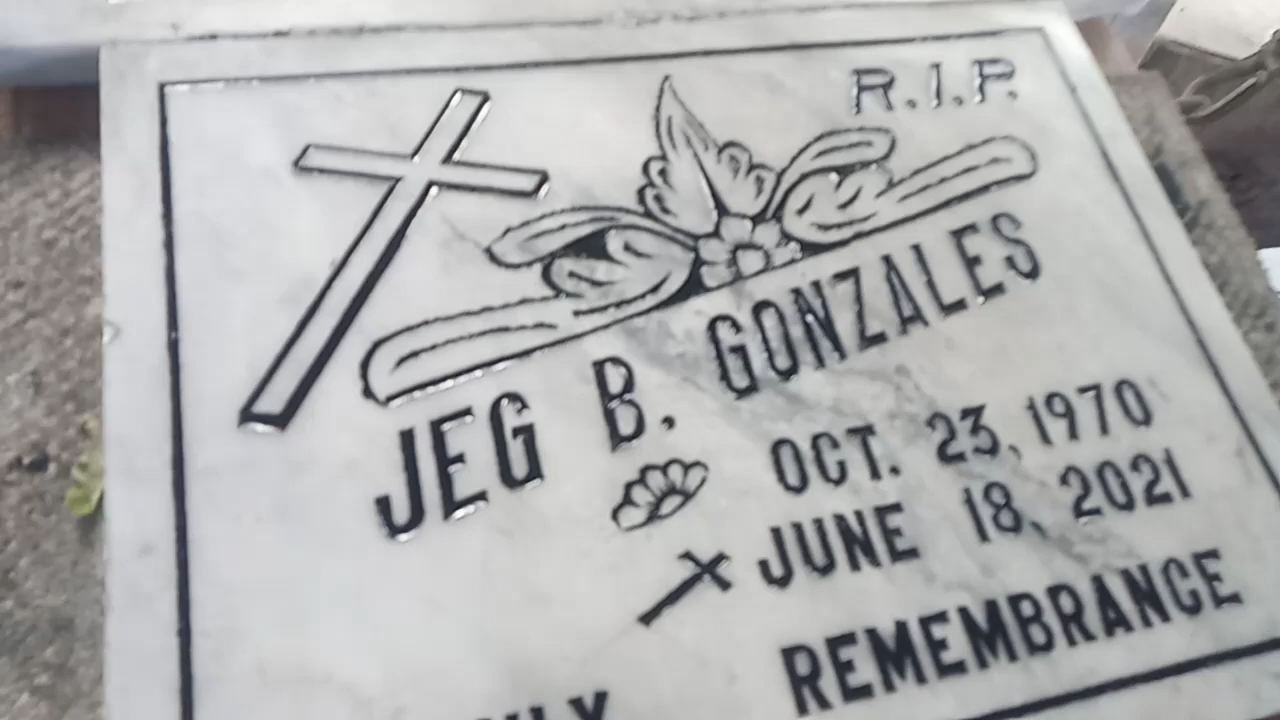 R.I.P.
JEG B. GONZALES
OCT. 23, 1970
JUNE 18, 2021
REMEMBRANCE